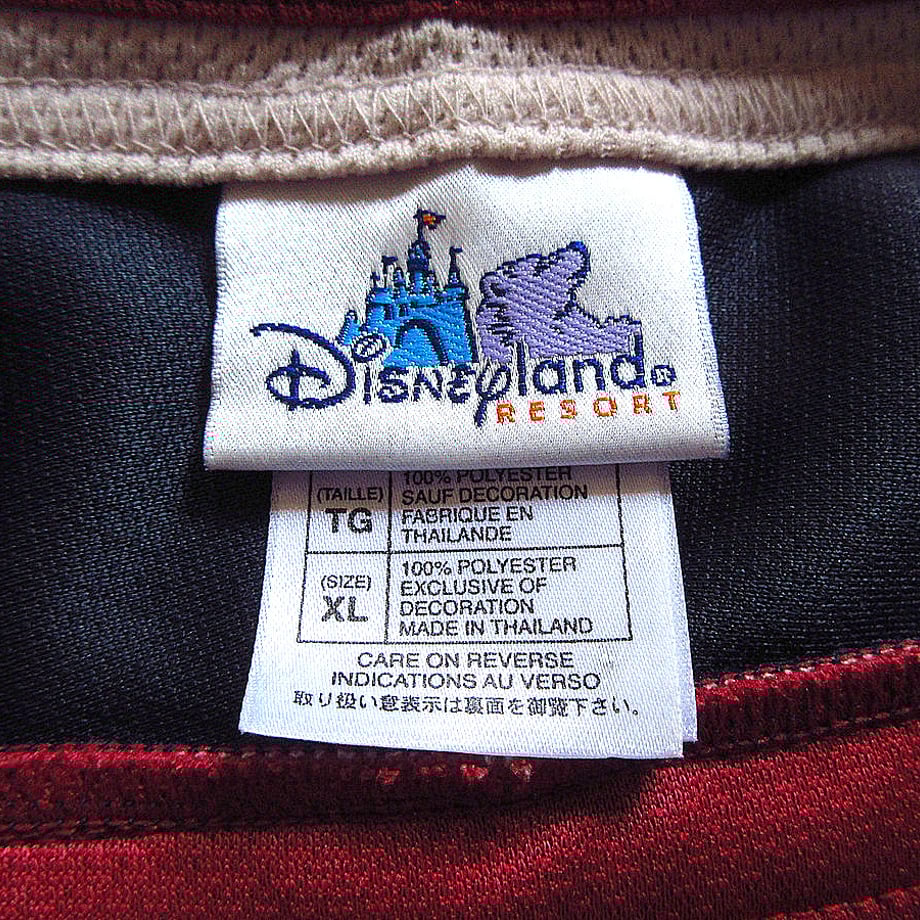 Disneyland®
RESORT
100% POLYESTER
(TAILLE) SAUF DECORATION
TG FABRIQUE EN
THAILANDE
100% POLYESTER
(SIZE) EXCLUSIVE OF
XL DECORATION
MADE IN THAILAND
CARE ON REVERSE
INDICATIONS AU VERSO
取り扱い意表示は裏面を御覧下さい。